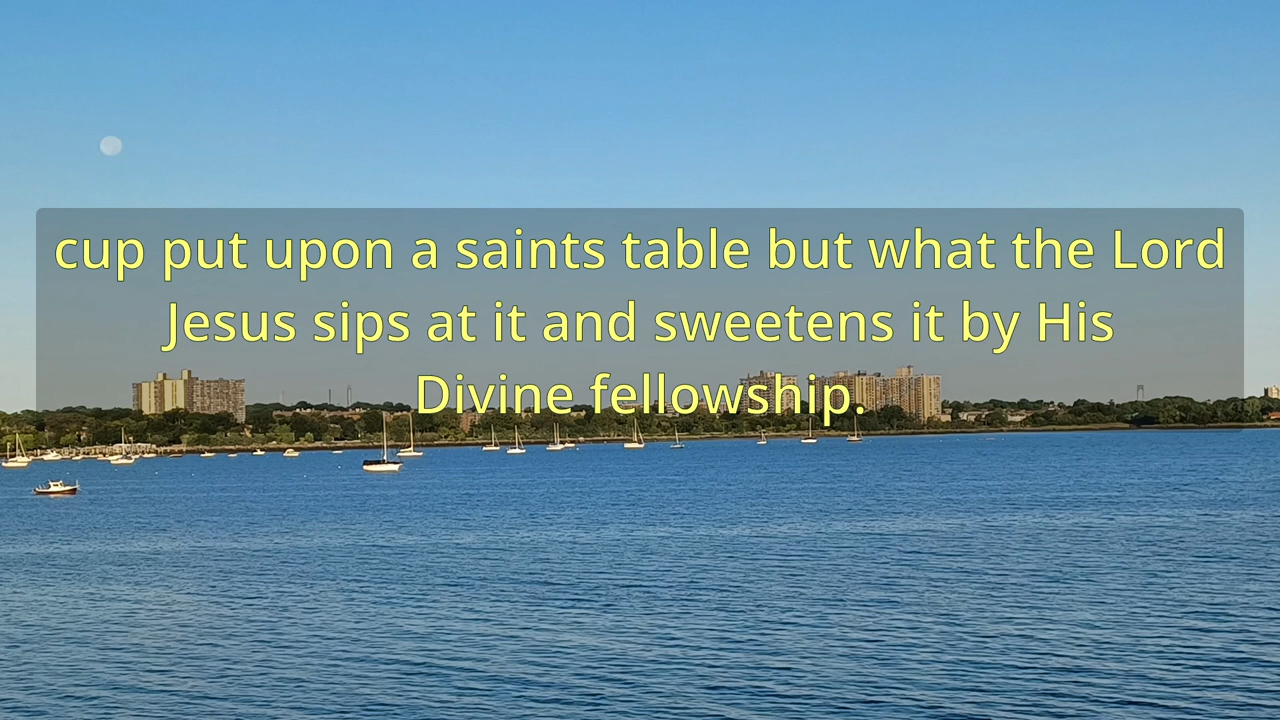 cup put upon a saints table but what the Lord
Jesus sips at it and sweetens it by His
Divine fellowship.